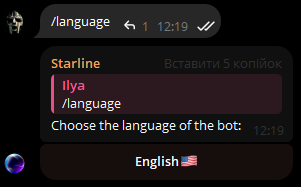 /language
1 12:19
Starline Вставити 5 копійок
Ilya
/language
Choose the language of the bot:
12:19
English